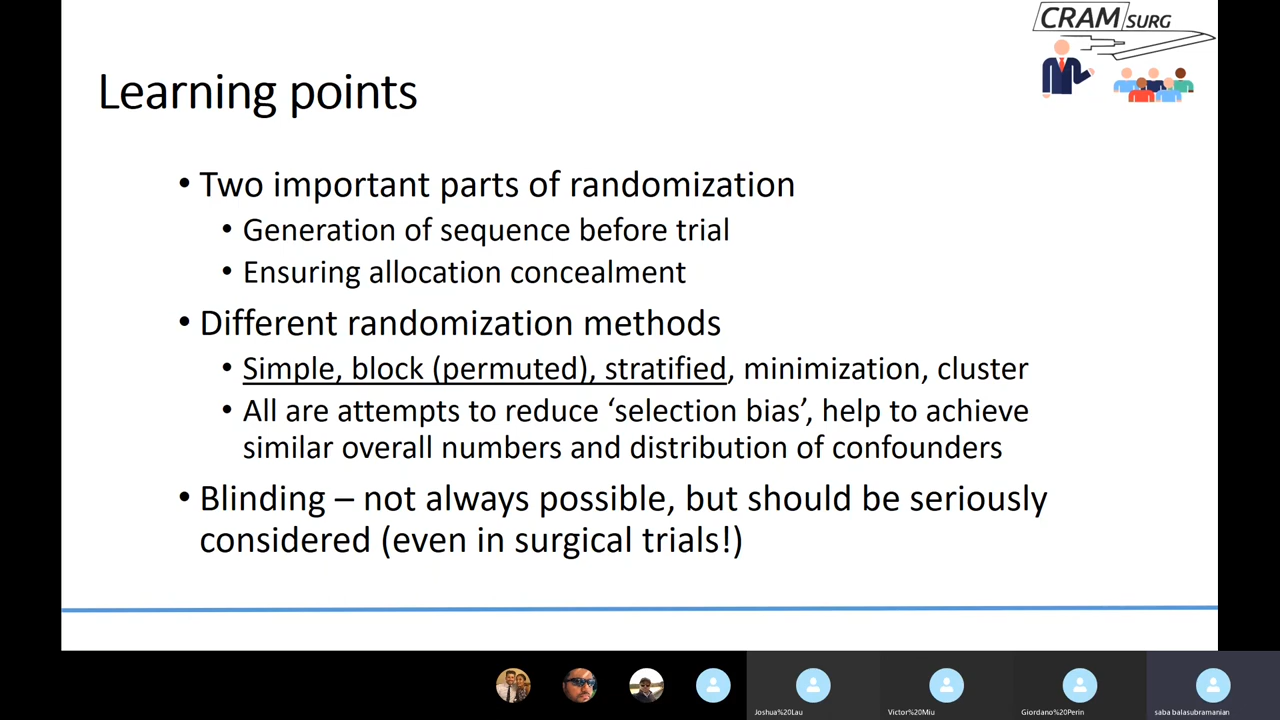 CRAM SURG
Learning points
• Two important parts of randomization
• Generation of sequence before trial
• Ensuring allocation concealment
• Different randomization methods
• Simple, block (permuted), stratified, minimization, cluster
• All are attempts to reduce ‘selection bias’, help to achieve
similar overall numbers and distribution of confounders
• Blinding – not always possible, but should be seriously
considered (even in surgical trials!)
Joshua%20Lau
Victor%20Miu
Giordano%20Perin
saba balasubramanian